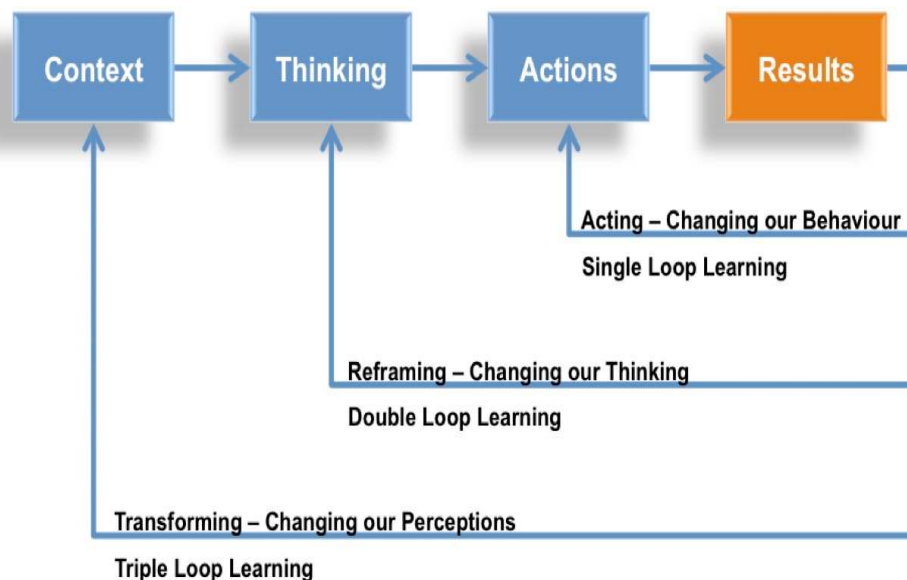 Context
Thinking
Actions
Results
Acting – Changing our Behaviour
Single Loop Learning
Reframing – Changing our Thinking
Double Loop Learning
Transforming – Changing our Perceptions
Triple Loop Learning